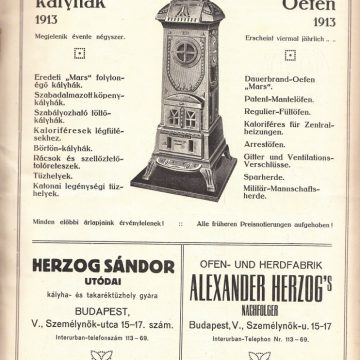 kályhák
1913
Megjelenik évente négyszer.
Eredeti „Mars" folyton-
égő kályhák.
Szabadalmazott köpeny-
kályhák.
Szabályozható töltő-
kályhák.
Kaloriféresek légfűté-
sekhez.
Börtön-kályhák.
Rácsok és szellőzletö-
tolóreteszek.
Tűzhelyek.
Katonai legénységi tűz-
helyek.
Oefen
1913
Erscheint viermal jährlich . . .
Dauerbrand-Oefen
„Mars".
Patent-Mantelöfen.
Regulier-Füllöfen.
Kaloriféres für Zentral-
heizungen.
Arrestöfen.
Gitter und Ventilations-
Verschlüsse.
Sparherde.
Militär-Mannschafts-
herde.
Minden előbbi árlapjaink érvénytelenek! :: Alle früheren Preisnotierungen aufgehoben!
HERZOG SÁNDOR
UTÓDAI
kályha- és takaréktűzhely gyára
BUDAPEST,
V., Személynök-utca 15–17. szám.
Interurban-telefonszám 113–69.
OFEN- UND HERDFABRIK
ALEXANDER HERZOG'S
NACHFOLGER
Budapest, V., Személynök-u. 15-17
Interurban-Telephon Nr. 113–69.